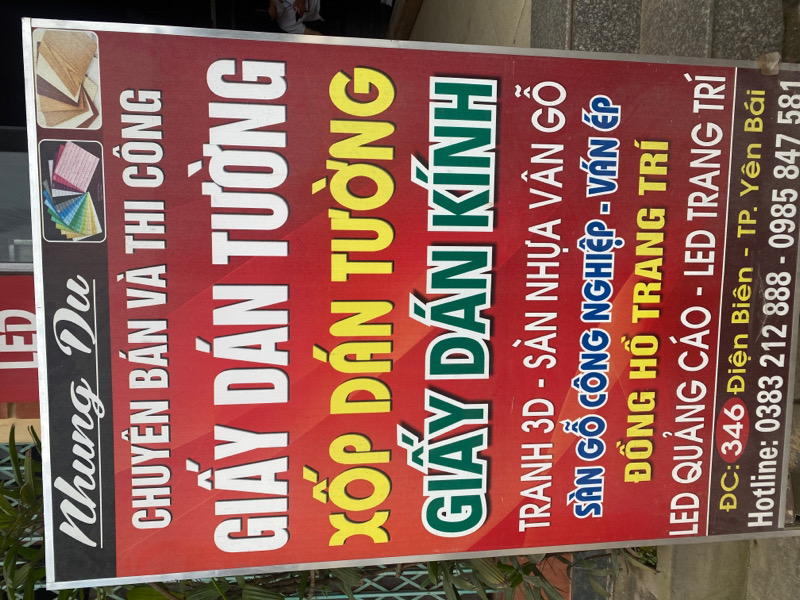 LED
Nhung Du
CHUYÊN BÁN VÀ THI CÔNG
GIẤY DÁN TƯỜNG
XỐP DÁN TƯỜNG
GIẤY DÁN KÍNH
TRANH 3D - SÀN NHỰA VÂN GỖ
SÀN GỖ CÔNG NGHIỆP - VÁN ÉP
ĐỒNG HỒ TRANG TRÍ
LED QUẢNG CÁO - LED TRANG TRÍ
ĐC: 346 Điện Biên - TP. Yên Bái
Hotline: 0383 212 888 - 0985 847 581